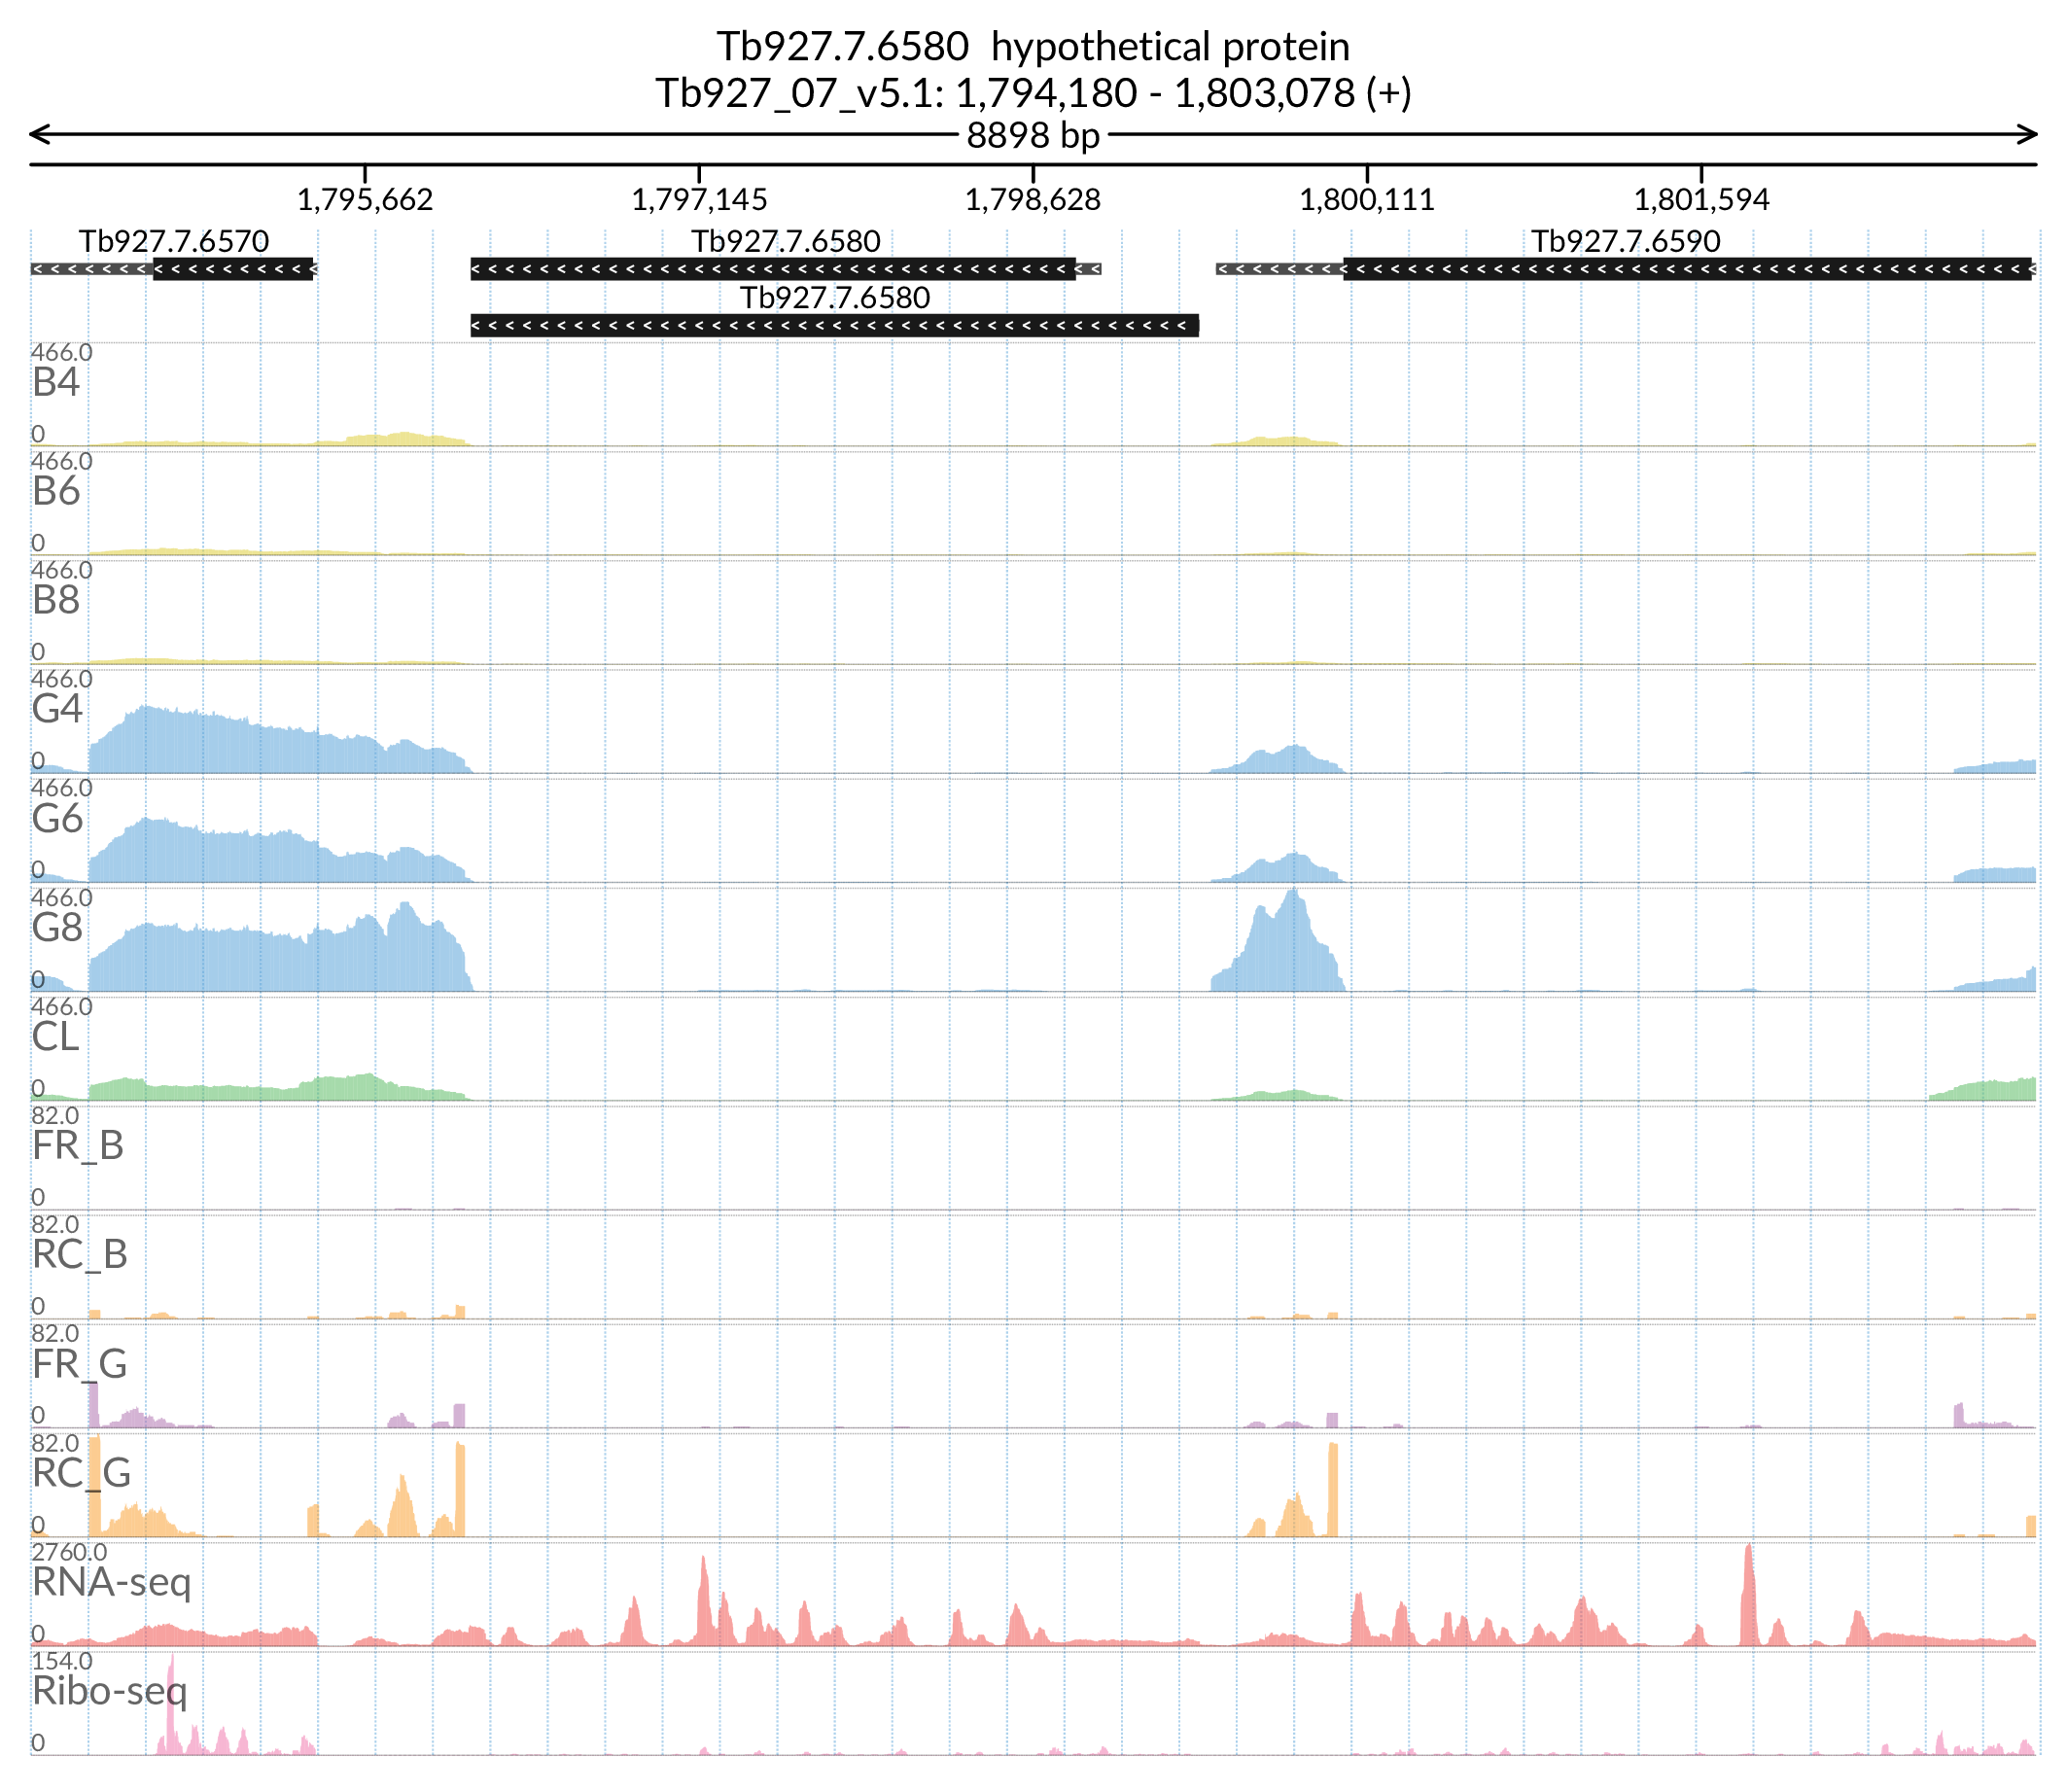 Tb927.7.6580 hypothetical protein
Tb927_07_v5.1: 1,794,180 - 1,803,078 (+)
8898 bp
1,795,662 1,797,145 1,798,628 1,800,111 1,801,594
Tb927.7.6570 Tb927.7.6580 Tb927.7.6590
Tb927.7.6580
466.0
B4
0
466.0
B6
0
466.0
B8
0
466.0
G4
0
466.0
G6
0
466.0
G8
0
466.0
CL
0
82.0
FR_B
0
82.0
RC_B
0
82.0
FR_G
0
82.0
RC_G
0
2760.0
RNA-seq
0
154.0
Ribo-seq
0